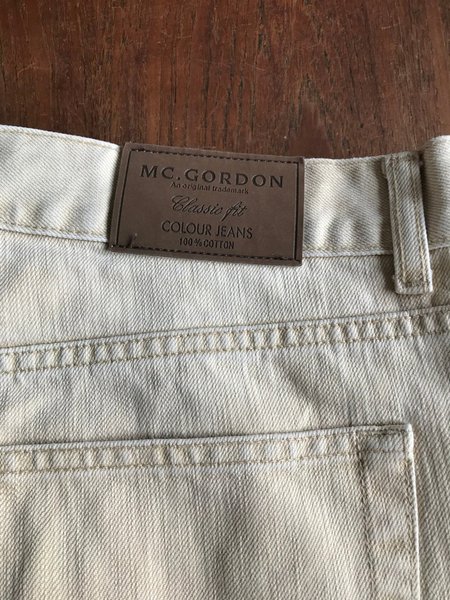 MC.GORDON
An original trademark
Classic fit
COLOUR JEANS
100 % COTTON